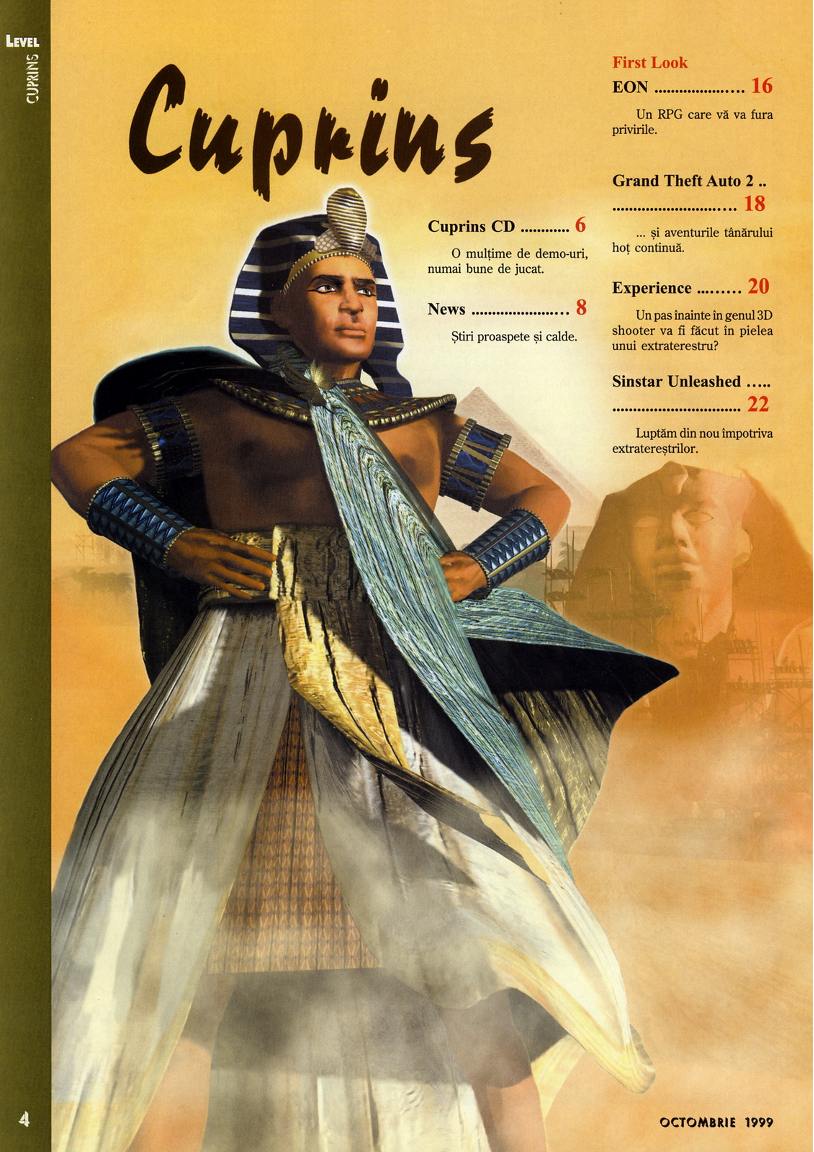 LEVEL
CUPRINS
Cuprins
Cuprins CD ............ 6
O mulțime de demo-uri,
numai bune de jucat.
News ........................ 8
Știri proaspete și calde.
First Look
EON ...................... 16
Un RPG care vă va fura
privirile.
Grand Theft Auto 2 ..
............................ 18
... și aventurile tânărului
hoț continuă.
Experience .......... 20
Un pas înainte în genul 3D
shooter va fi făcut în pielea
unui extraterestru?
Sinstar Unleashed .....
............................... 22
Luptăm din nou împotriva
extratereștrilor.
4
OCTOMBRIE 1999